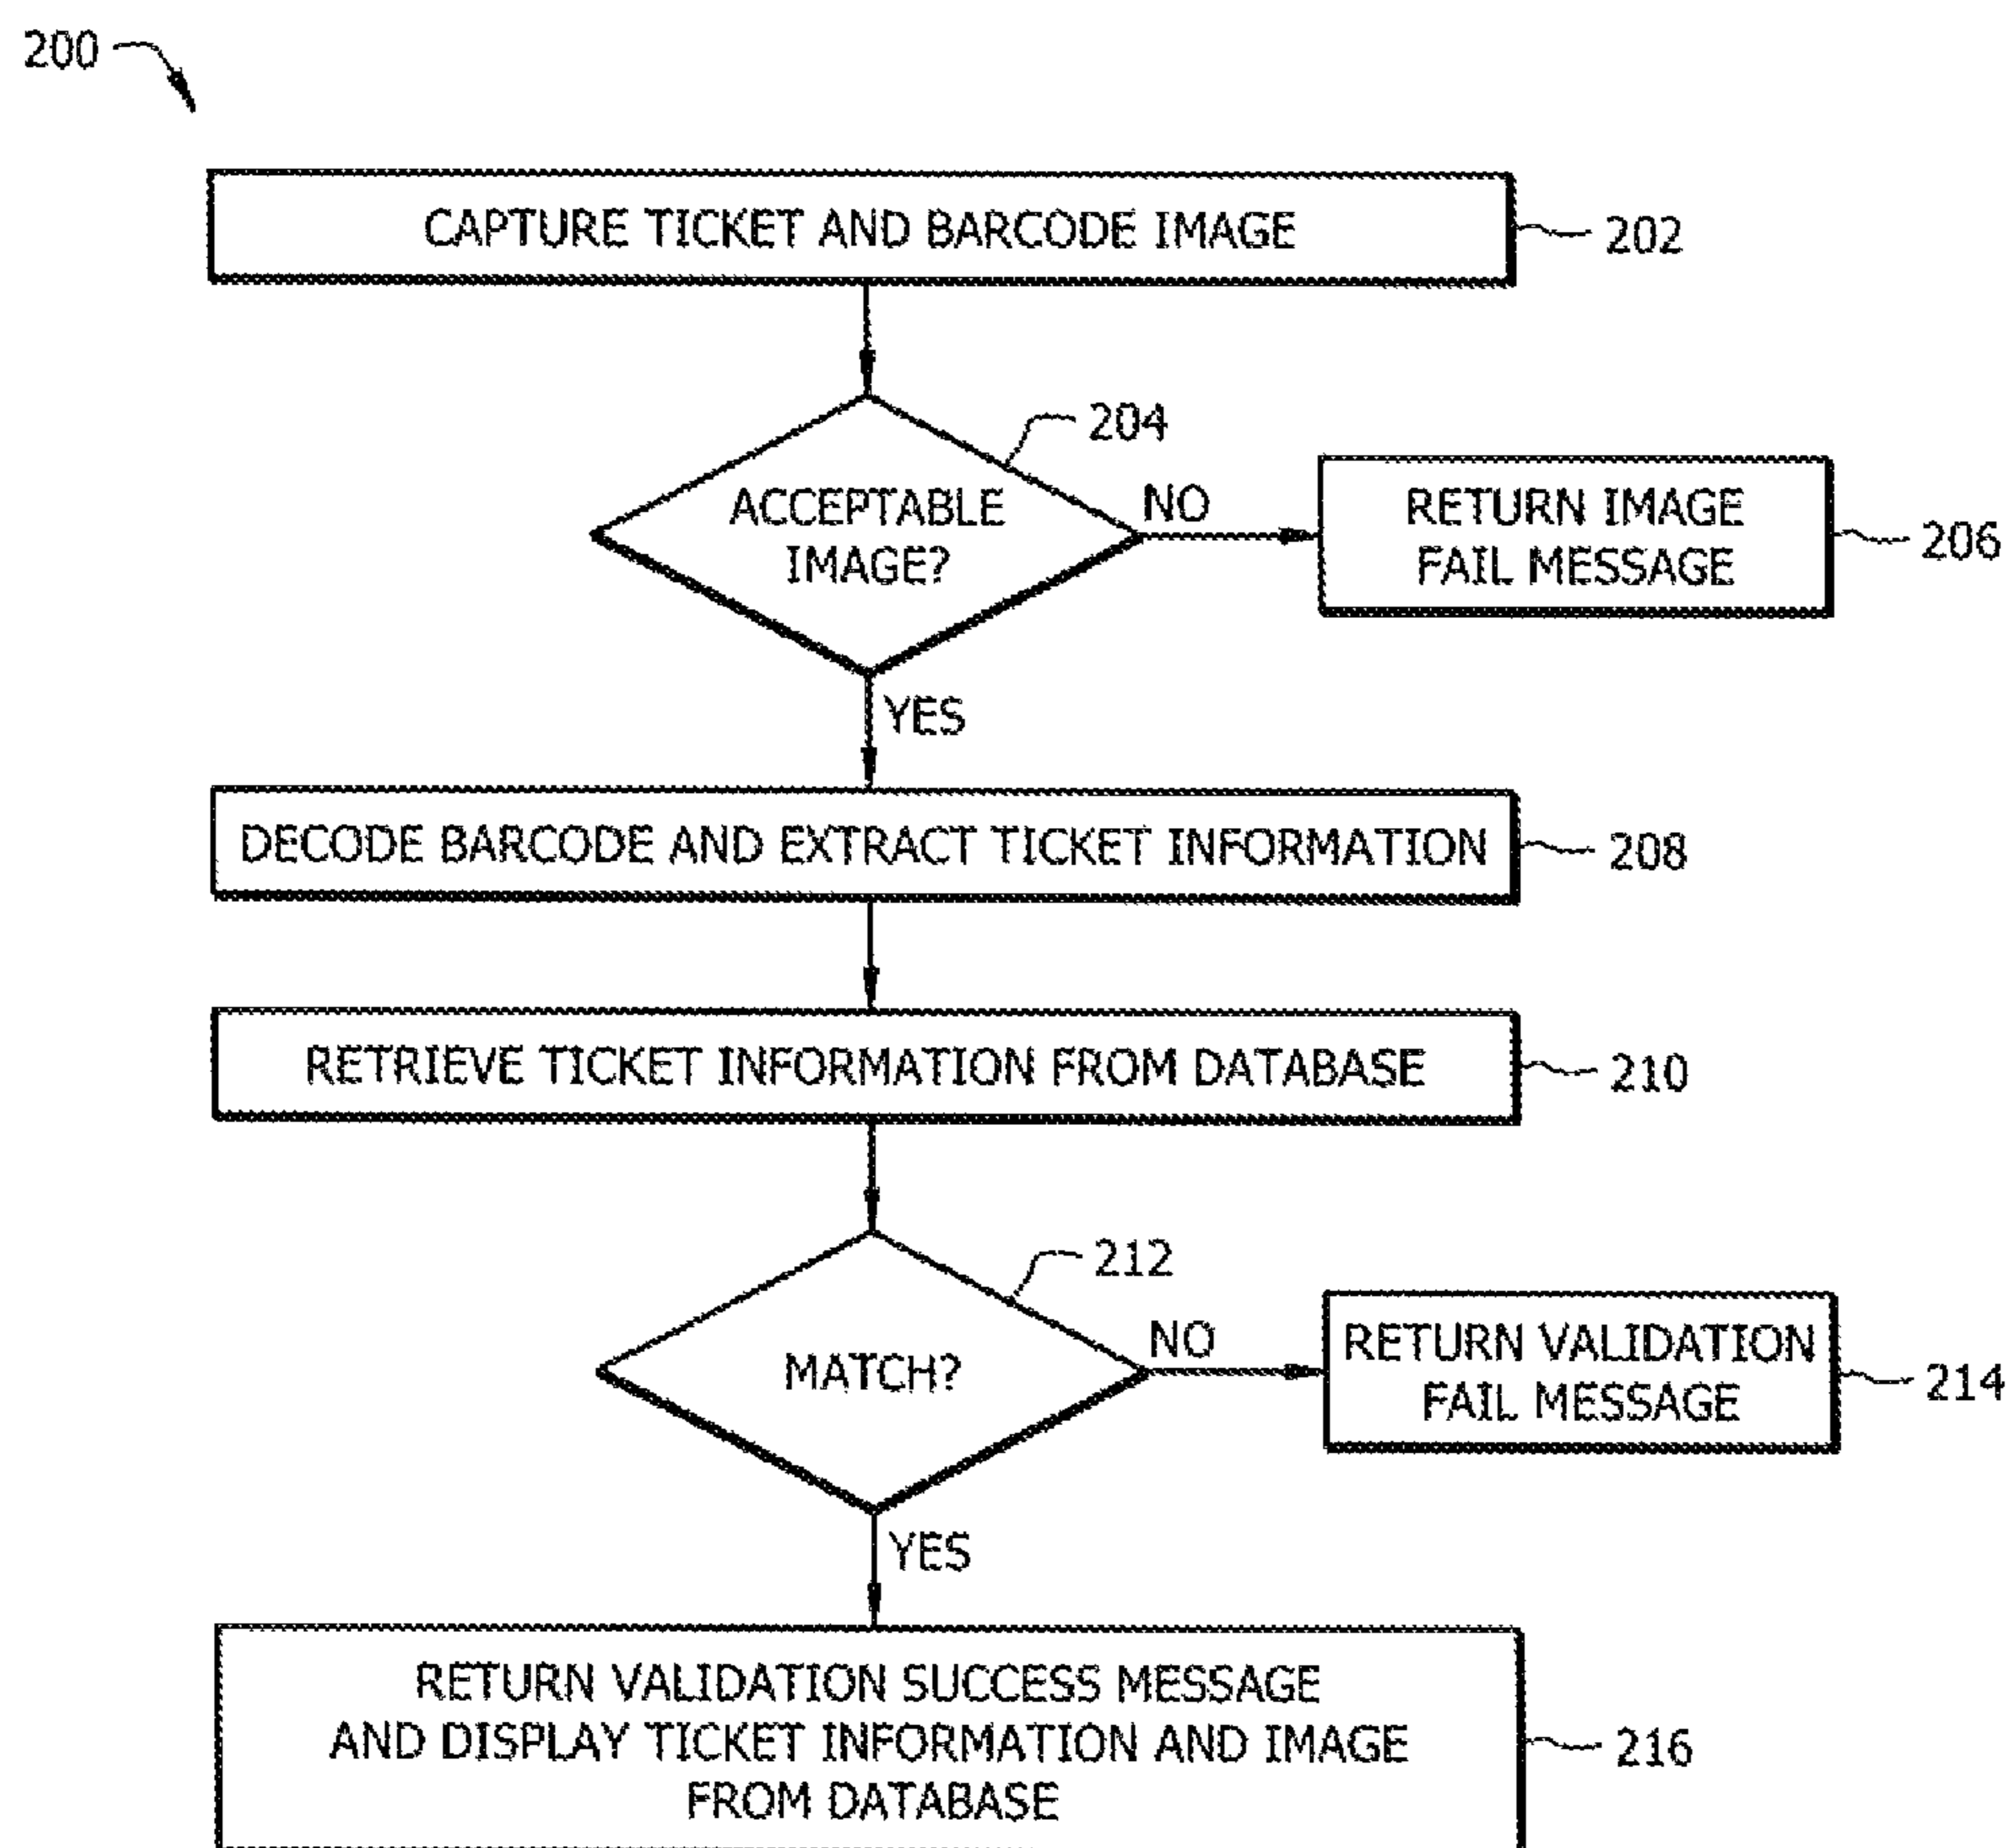 200
CAPTURE TICKET AND BARCODE IMAGE
202
204
ACCEPTABLE
IMAGE?
NO
RETURN IMAGE
FAIL MESSAGE
206
YES
DECODE BARCODE AND EXTRACT TICKET INFORMATION
208
RETRIEVE TICKET INFORMATION FROM DATABASE
210
212
MATCH?
NO
RETURN VALIDATION
FAIL MESSAGE
214
YES
RETURN VALIDATION SUCCESS MESSAGE
AND DISPLAY TICKET INFORMATION AND IMAGE
FROM DATABASE
216